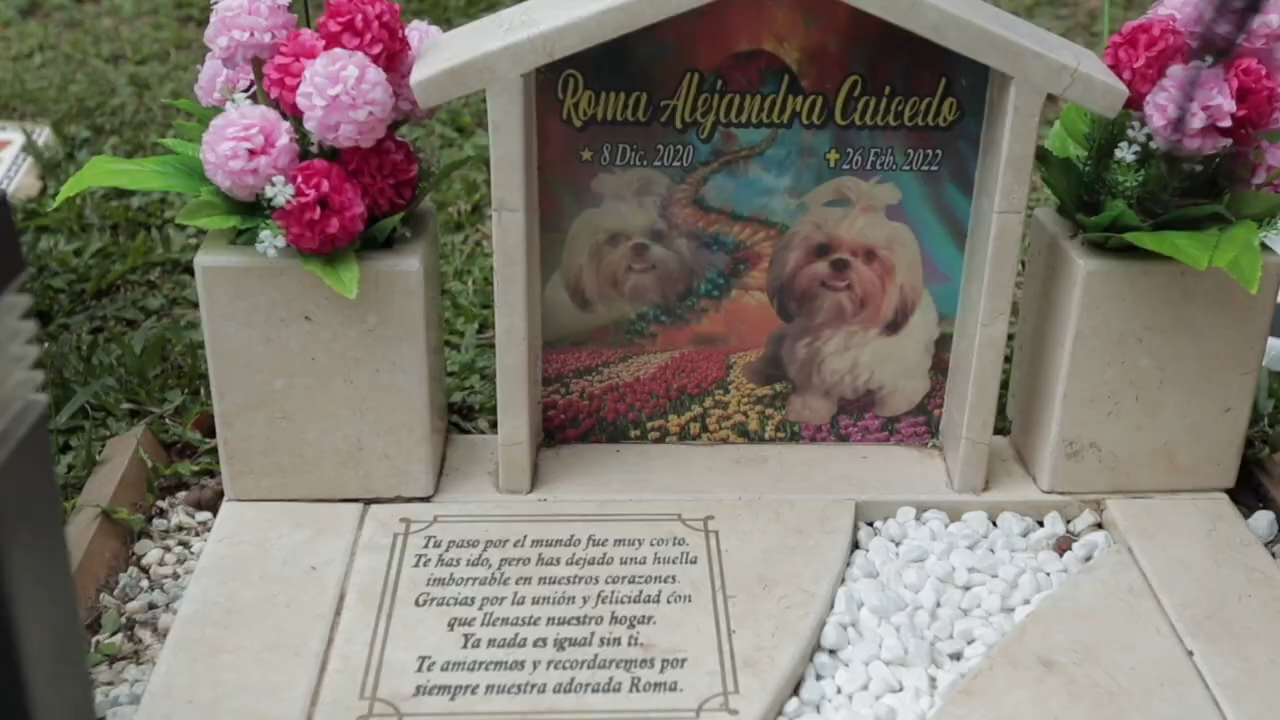 Roma Alejandra Caicedo
8 Dic. 2020
26 Feb. 2022
Tu paso por el mundo fue muy corto.
Te has ido, pero has dejado una huella
imborrable en nuestros corazones.
Gracias por la unión y felicidad con
que llenaste nuestro hogar.
Ya nada es igual sin ti.
Te amaremos y recordaremos por
siempre nuestra adorada Roma.